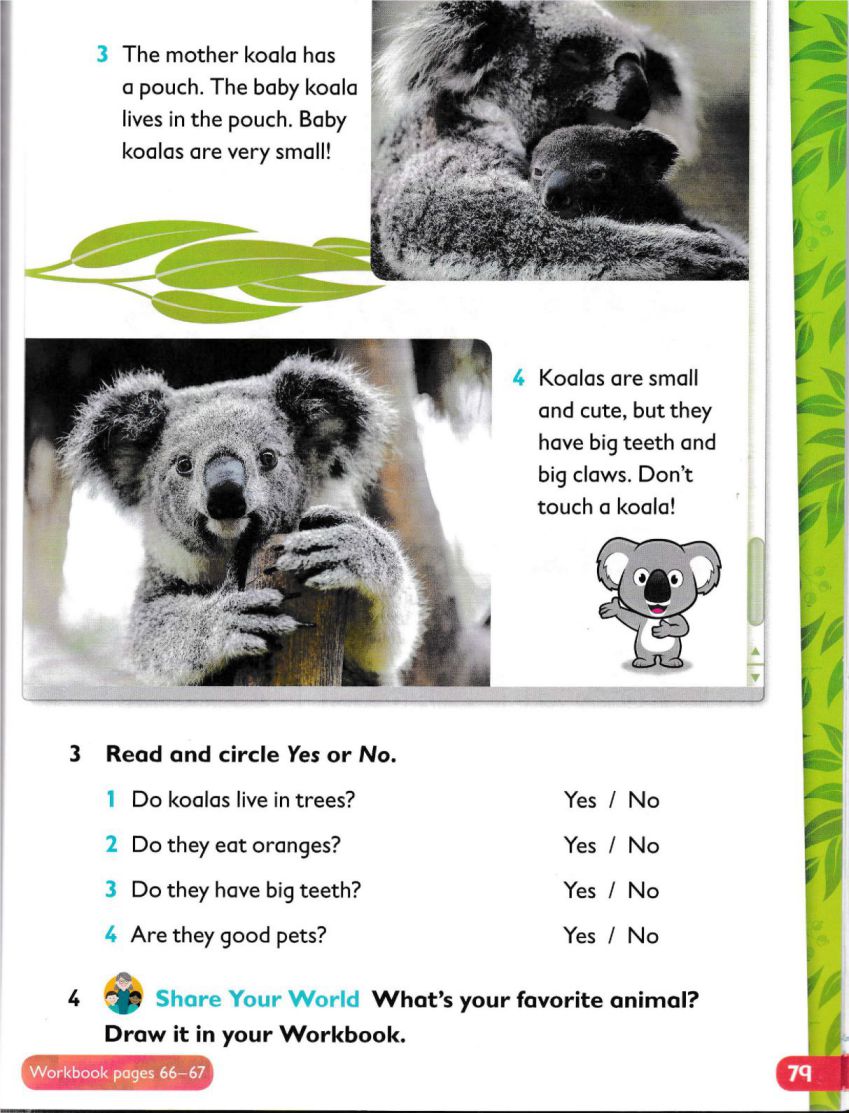 3 The mother koala has
a pouch. The baby koala
lives in the pouch. Baby
koalas are very small!
4 Koalas are small
and cute, but they
have big teeth and
big claws. Don't
touch a koala!
3 Read and circle Yes or No.
1 Do koalas live in trees? Yes / No
2 Do they eat oranges? Yes / No
3 Do they have big teeth? Yes / No
4 Are they good pets? Yes / No
4 Share Your World What's your favorite animal?
Draw it in your Workbook.
Workbook pages 66–67
79